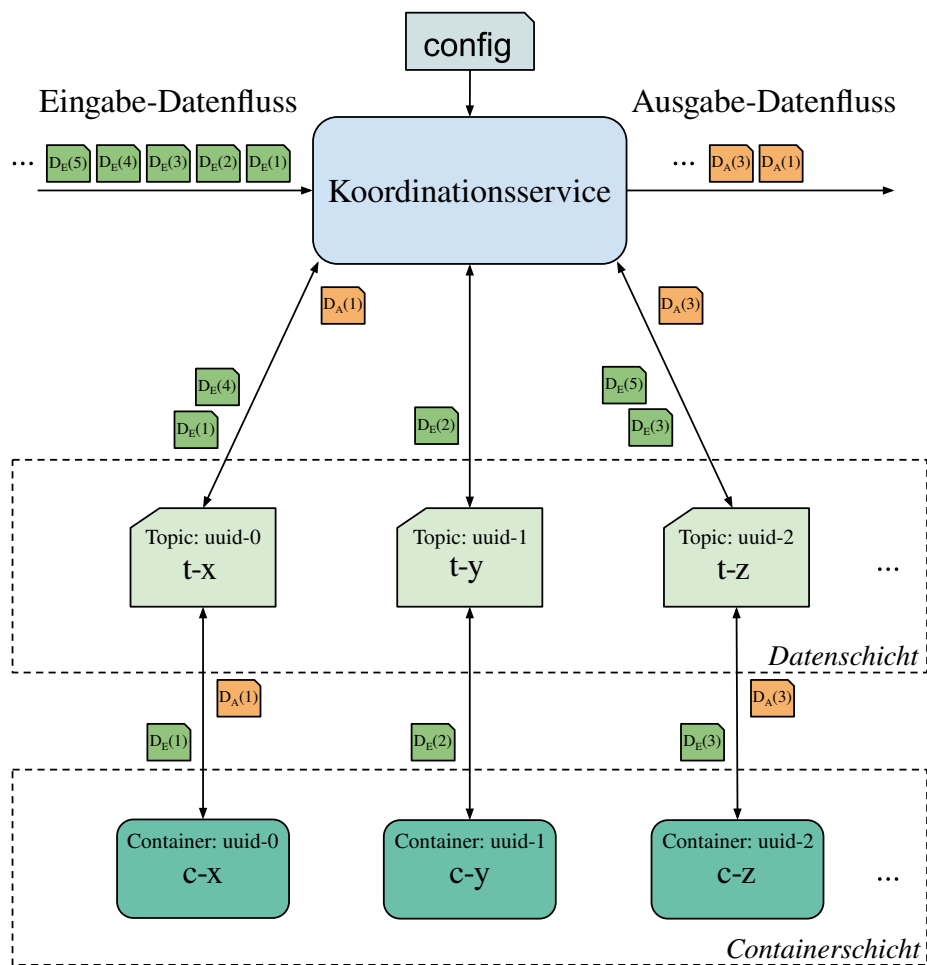 config
Eingabe-Datenfluss
Ausgabe-Datenfluss
... D_E(5) D_E(4) D_E(3) D_E(2) D_E(1)
... D_A(3) D_A(1)
Koordinationsservice
D_A(1)
D_A(3)
D_E(4)
D_E(5)
D_E(1)
D_E(2)
D_E(3)
Topic: uuid-0
t-x
Topic: uuid-1
t-y
Topic: uuid-2
t-z
...
Datenschicht
D_A(1)
D_A(3)
D_E(1)
D_E(2)
D_E(3)
Container: uuid-0
c-x
Container: uuid-1
c-y
Container: uuid-2
c-z
...
Containerschicht